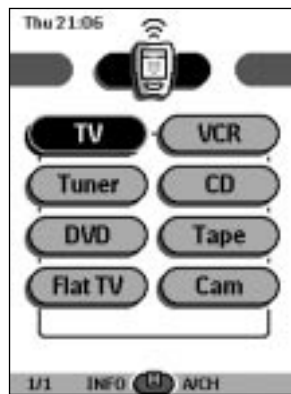 Thu 21:06
TV VCR
Tuner CD
DVD Tape
Flat TV Cam
1/1 INFO A/CH